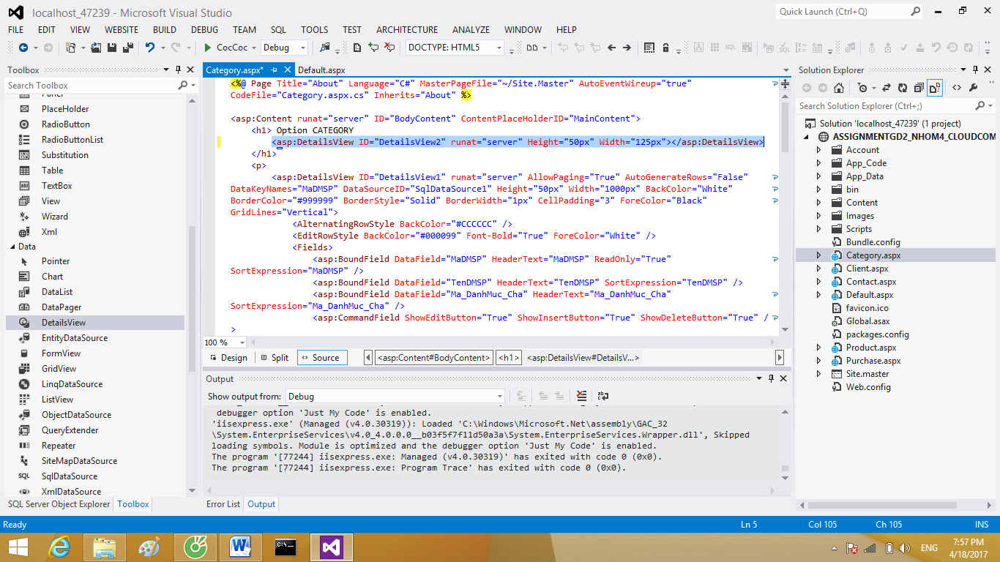 localhost_47239 - Microsoft Visual Studio
Quick Launch (Ctrl+Q)
FILE EDIT VIEW WEBSITE BUILD DEBUG TEAM SQL TOOLS TEST ARCHITECTURE ANALYZE WINDOW HELP
CocCoc Debug DOCTYPE: HTML5
Toolbox
Search Toolbox
PlaceHolder
RadioButton
RadioButtonList
Substitution
Table
TextBox
View
Wizard
Xml
Data
Pointer
Chart
DataList
DataPager
DetailsView
EntityDataSource
FormView
GridView
LinqDataSource
ListView
ObjectDataSource
QueryExtender
Repeater
SiteMapDataSource
SqlDataSource
XmlDataSource
SQL Server Object Explorer Toolbox
Category.aspx* Default.aspx
<%@ Page Title="About" Language="C#" MasterPageFile="~/Site.Master" AutoEventWireup="true"
CodeFile="Category.aspx.cs" Inherits="About" %>
<asp:Content runat="server" ID="BodyContent" ContentPlaceHolderID="MainContent">
<h1> Option CATEGORY
<asp:DetailsView ID="DetailsView2" runat="server" Height="50px" Width="125px"></asp:DetailsView>
</h1>
<p>
<asp:DetailsView ID="DetailsView1" runat="server" AllowPaging="True" AutoGenerateRows="False"
DataKeyNames="MaDMSP" DataSourceID="SqlDataSource1" Height="50px" Width="1000px" BackColor="White"
BorderColor="#999999" BorderStyle="Solid" BorderWidth="1px" CellPadding="3" ForeColor="Black"
GridLines="Vertical">
<AlternatingRowStyle BackColor="#CCCCCC" />
<EditRowStyle BackColor="#000099" Font-Bold="True" ForeColor="White" />
<Fields>
<asp:BoundField DataField="MaDMSP" HeaderText="MaDMSP" ReadOnly="True"
SortExpression="MaDMSP" />
<asp:BoundField DataField="TenDMSP" HeaderText="TenDMSP" SortExpression="TenDMSP" />
<asp:BoundField DataField="Ma_DanhMuc_Cha" HeaderText="Ma_DanhMuc_Cha"
SortExpression="Ma_DanhMuc_Cha" />
<asp:CommandField ShowEditButton="True" ShowInsertButton="True" ShowDeleteButton="True" /
>
100 %
Design Split Source <asp:Content#BodyContent> <h1> <asp:DetailsView#DetailsV...>
Output
Show output from: Debug
debugger option 'Just My Code' is enabled.
'iisexpress.exe' (Managed (v4.0.30319)): Loaded 'C:\Windows\Microsoft.Net\assembly\GAC_32
\System.EnterpriseServices\v4.0_4.0.0.0__b03f5f7f11d50a3a\System.EnterpriseServices.Wrapper.dll', Skipped
loading symbols. Module is optimized and the debugger option 'Just My Code' is enabled.
The program '[77244] iisexpress.exe: Managed (v4.0.30319)' has exited with code 0 (0x0).
The program '[77244] iisexpress.exe: Program Trace' has exited with code 0 (0x0).
Error List Output
Solution Explorer
Search Solution Explorer (Ctrl+;)
Solution 'localhost_47239' (1 project)
ASSIGNMENTGD2_NHOM4_CLOUDCOM
Account
App_Code
App_Data
bin
Content
Images
Scripts
Bundle.config
Category.aspx
Client.aspx
Contact.aspx
Default.aspx
favicon.ico
Global.asax
packages.config
Product.aspx
Purchase.aspx
Site.master
Web.config
Ready Ln 5 Col 105 Ch 105 INS
ENG
7:57 PM
4/18/2017